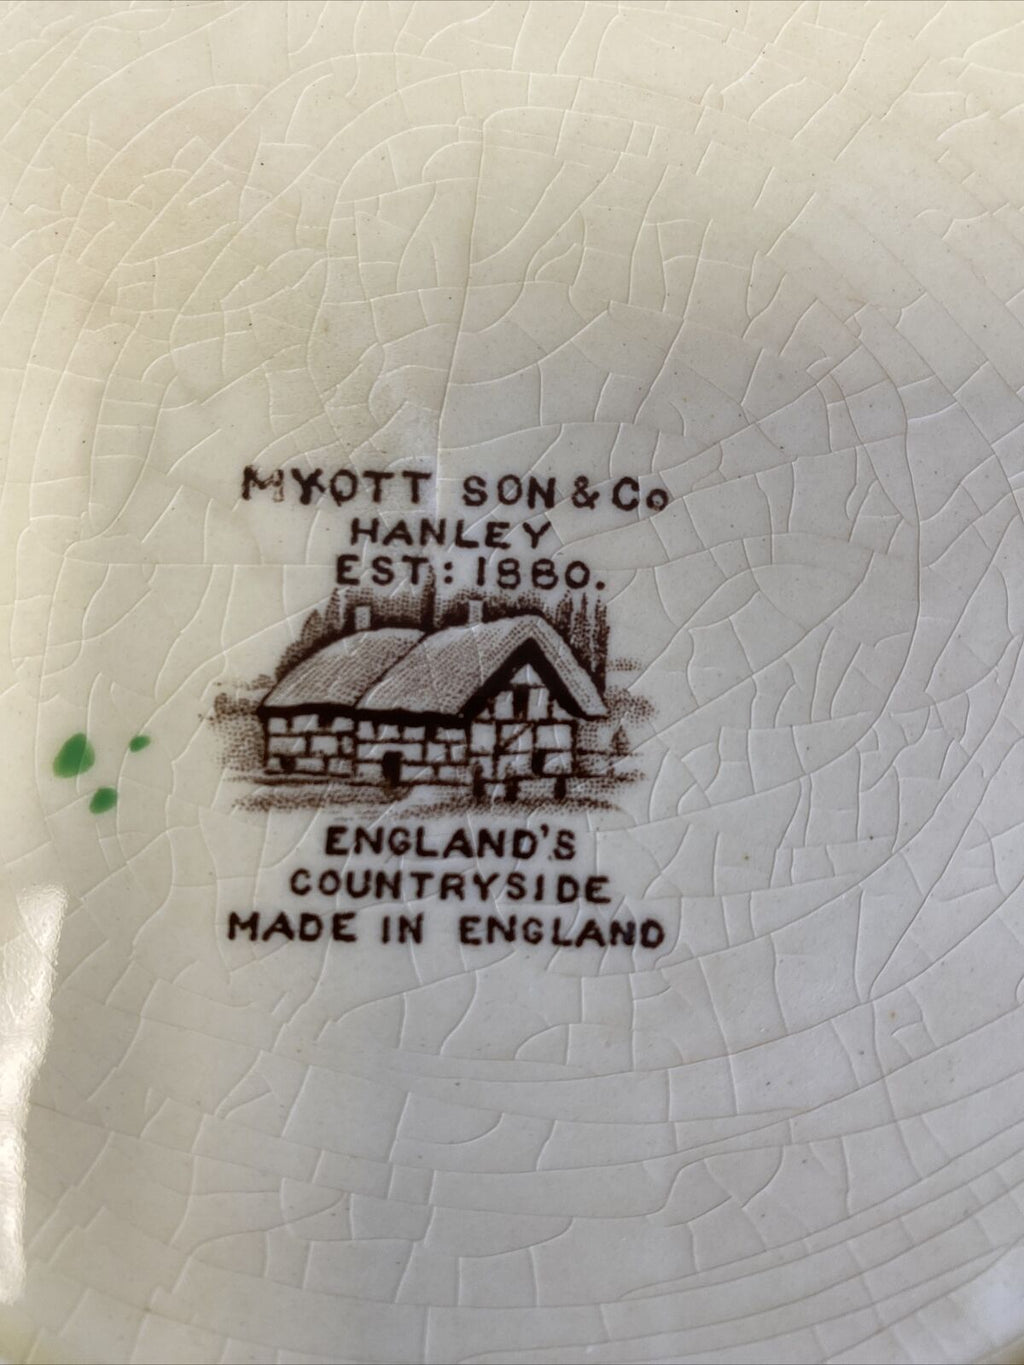 MYOTT SON & Co
HANLEY
EST: 1880.
ENGLAND'S
COUNTRYSIDE
MADE IN ENGLAND